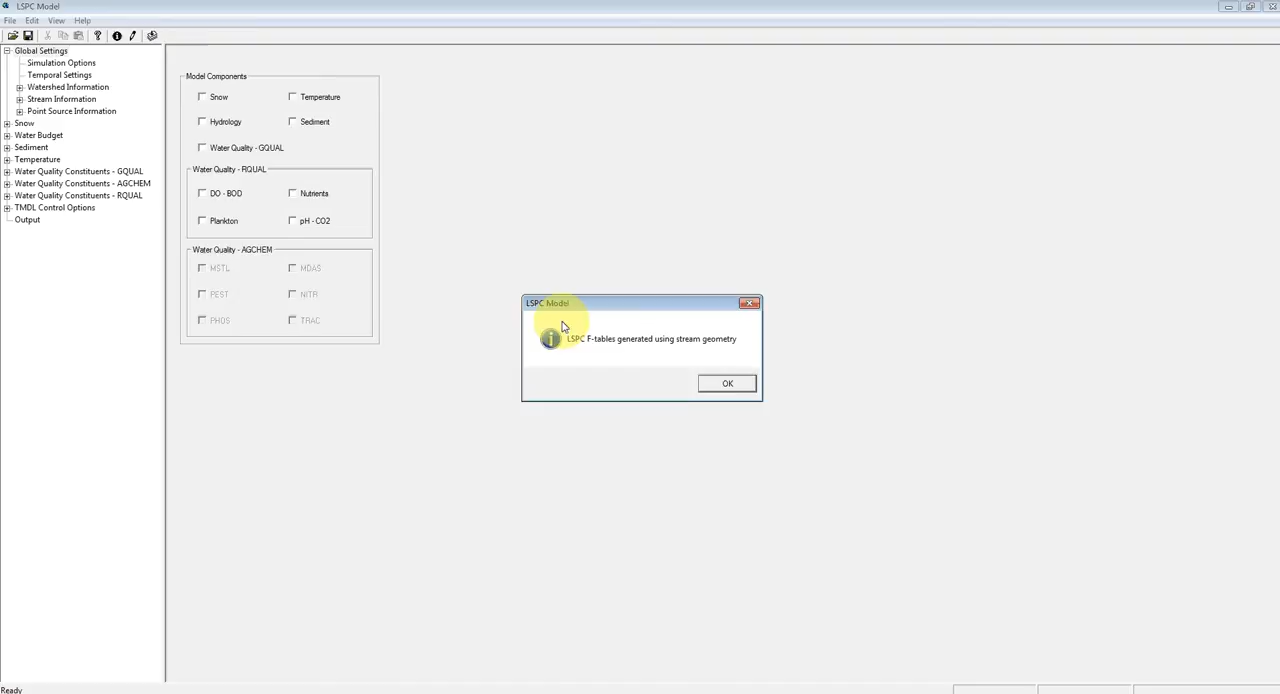 LSPC Model
File Edit View Help
Global Settings
Simulation Options
Temporal Settings
Watershed Information
Stream Information
Point Source Information
Snow
Water Budget
Sediment
Temperature
Water Quality Constituents - GQUAL
Water Quality Constituents - AGCHEM
Water Quality Constituents - RQUAL
TMDL Control Options
Output
Model Components
Snow Temperature
Hydrology Sediment
Water Quality - GQUAL
Water Quality - RQUAL
DO - BOD Nutrients
Plankton pH - CO2
Water Quality - AGCHEM
MSTL MDAS
PEST NITR
PHOS TRAC
LSPC Model
LSPC F-tables generated using stream geometry
OK
Ready